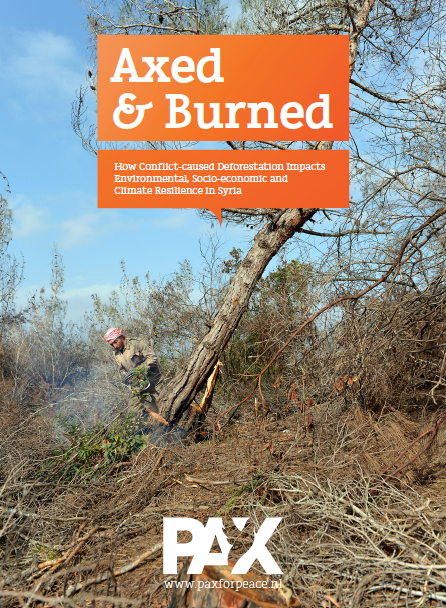 Axed
& Burned
How Conflict-caused Deforestation Impacts
Environmental, Socio-economic and
Climate Resilience in Syria
PAX
www.paxforpeace.nl